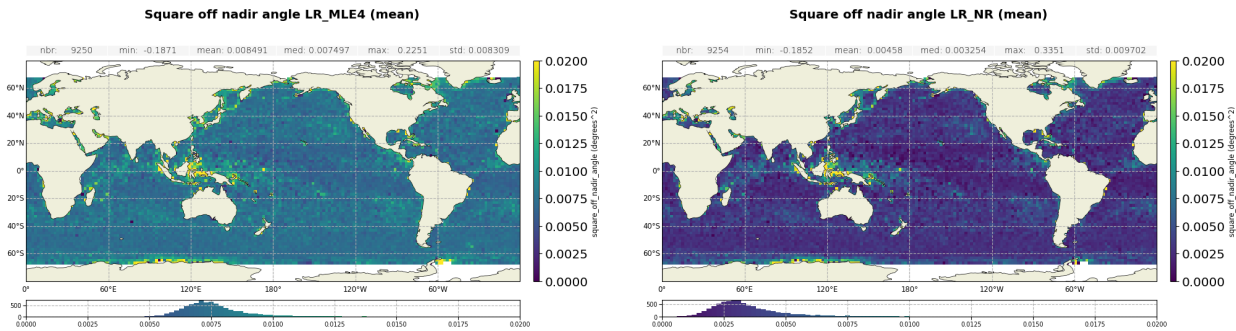 Square off nadir angle LR_MLE4 (mean)
nbr: 9250 min: -0.1871 mean: 0.008491 med: 0.007497 max: 0.2251 std: 0.008309
60°N
40°N
20°N
0°
20°S
40°S
60°S
0° 60°E 120°E 180° 120°W 60°W
0.0200
0.0175
0.0150
0.0125
0.0100
0.0075
0.0050
0.0025
0.0000
square_off_nadir_angle (degrees^2)
500
0
0.0000 0.0025 0.0050 0.0075 0.0100 0.0125 0.0150 0.0175 0.0200
Square off nadir angle LR_NR (mean)
nbr: 9254 min: -0.1852 mean: 0.00458 med: 0.003254 max: 0.3351 std: 0.009702
60°N
40°N
20°N
0°
20°S
40°S
60°S
0° 60°E 120°E 180° 120°W 60°W
0.0200
0.0175
0.0150
0.0125
0.0100
0.0075
0.0050
0.0025
0.0000
square_off_nadir_angle (degrees^2)
500
0
0.0000 0.0025 0.0050 0.0075 0.0100 0.0125 0.0150 0.0175 0.0200